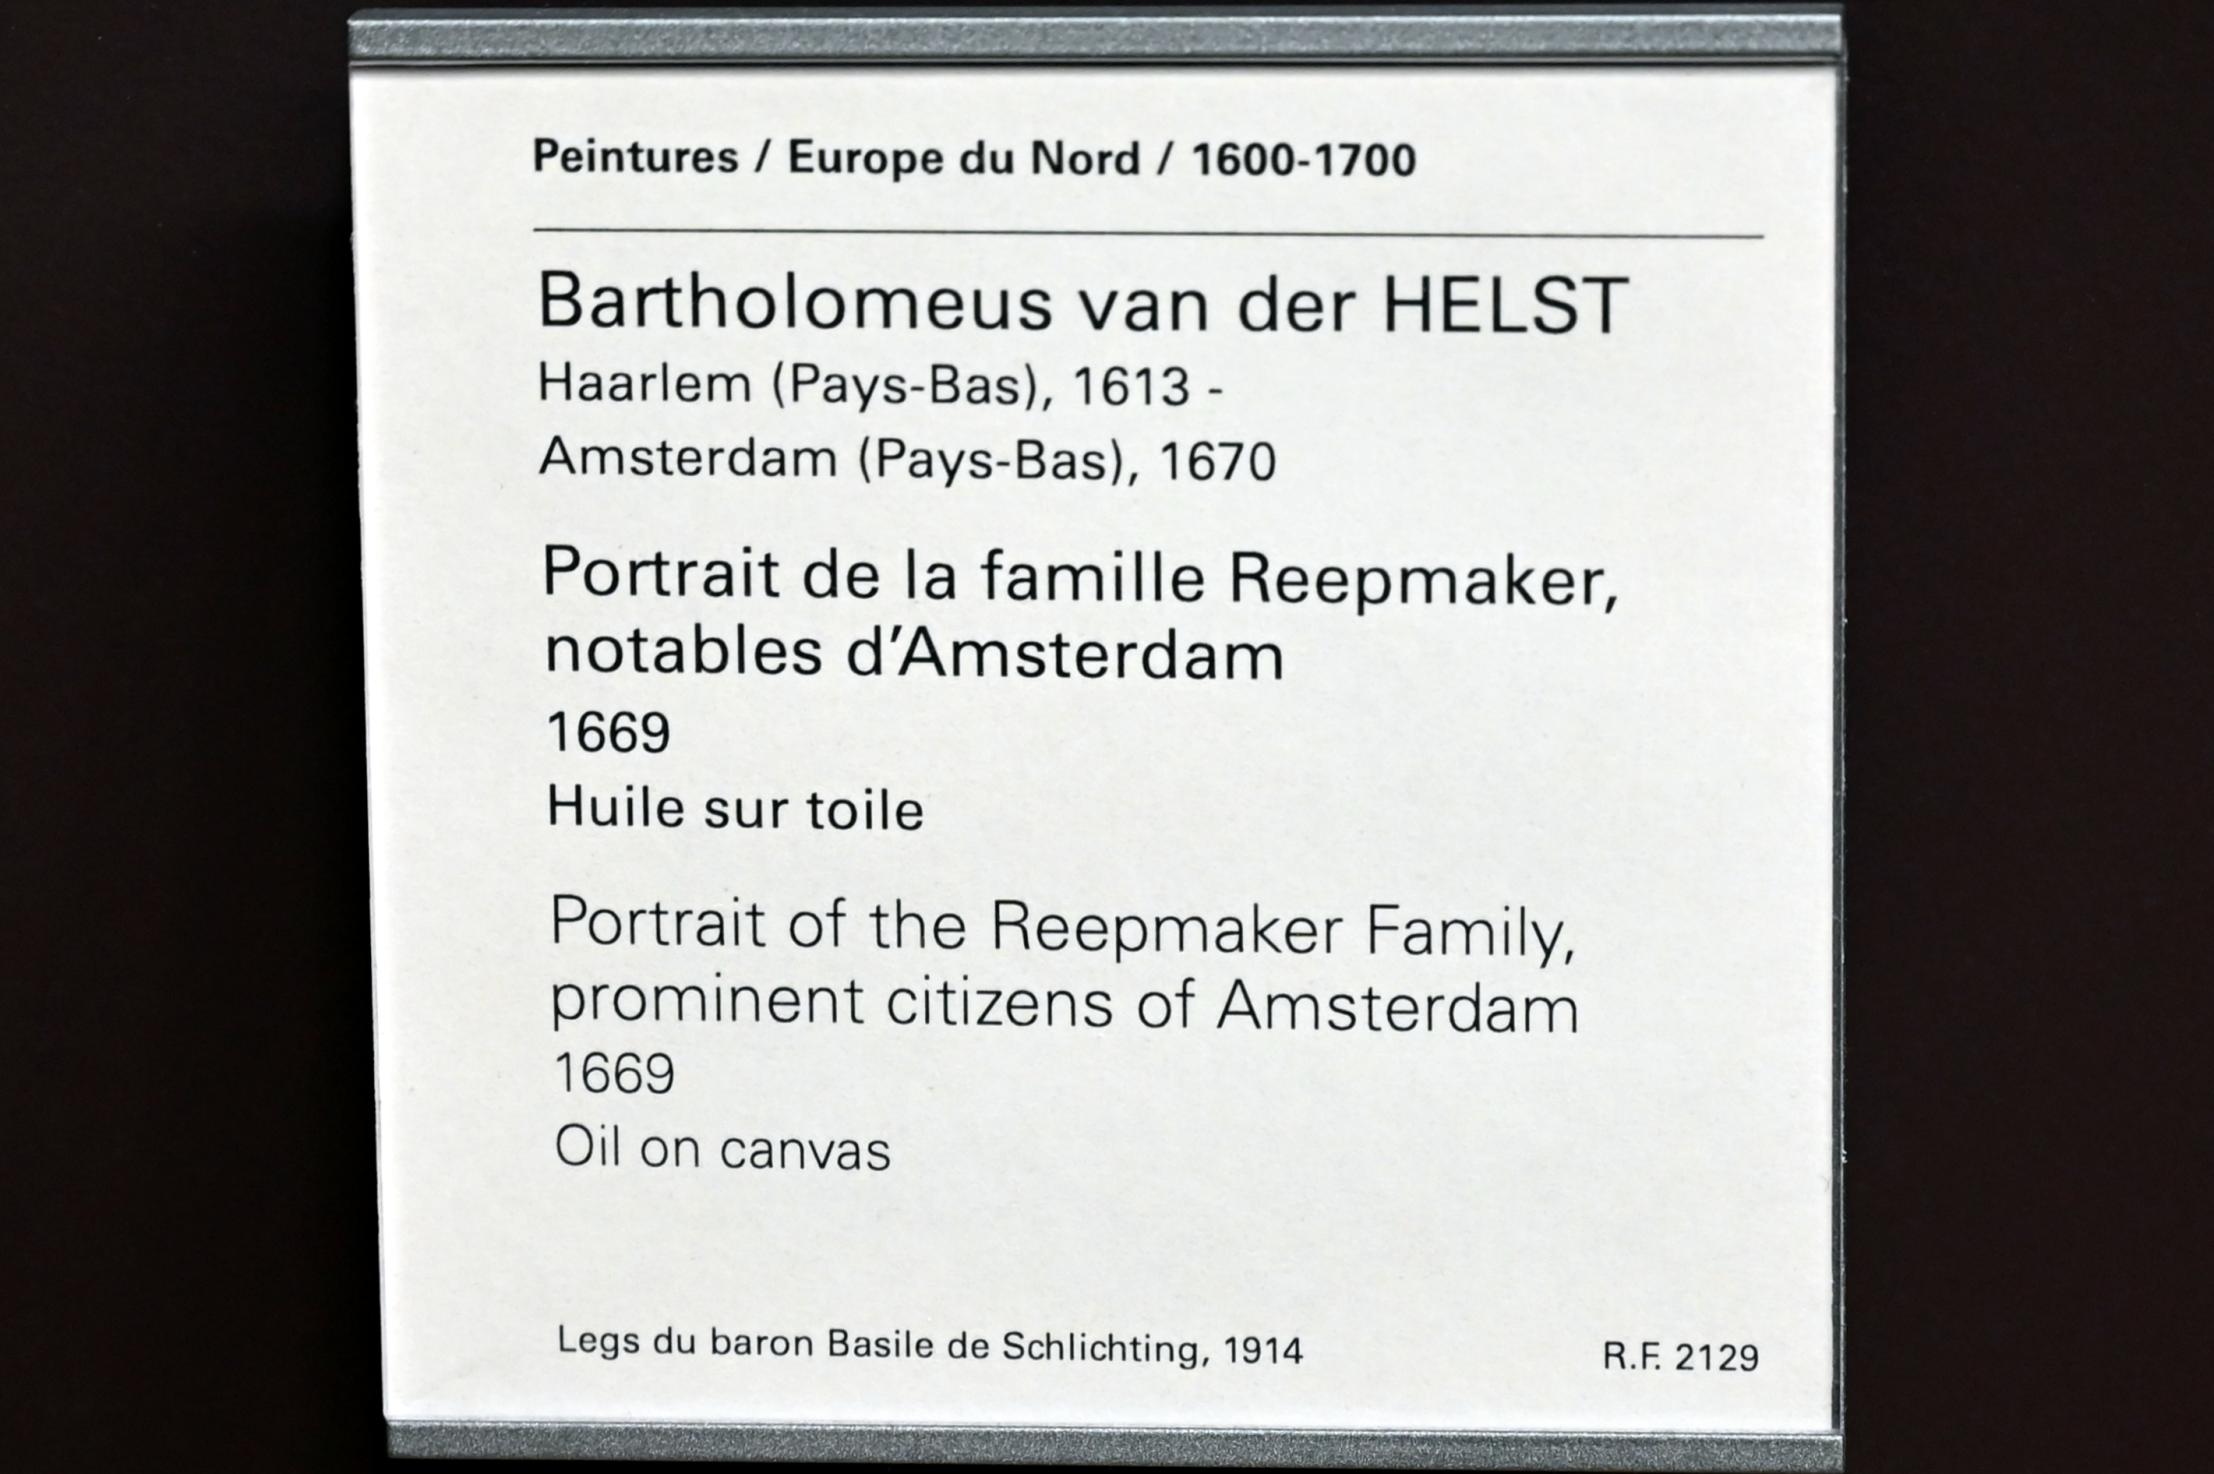 Peintures / Europe du Nord / 1600-1700
Bartholomeus van der HELST
Haarlem (Pays-Bas), 1613 -
Amsterdam (Pays-Bas), 1670
Portrait de la famille Reepmaker,
notables d'Amsterdam
1669
Huile sur toile
Portrait of the Reepmaker Family,
prominent citizens of Amsterdam
1669
Oil on canvas
Legs du baron Basile de Schlichting, 1914 R.F. 2129